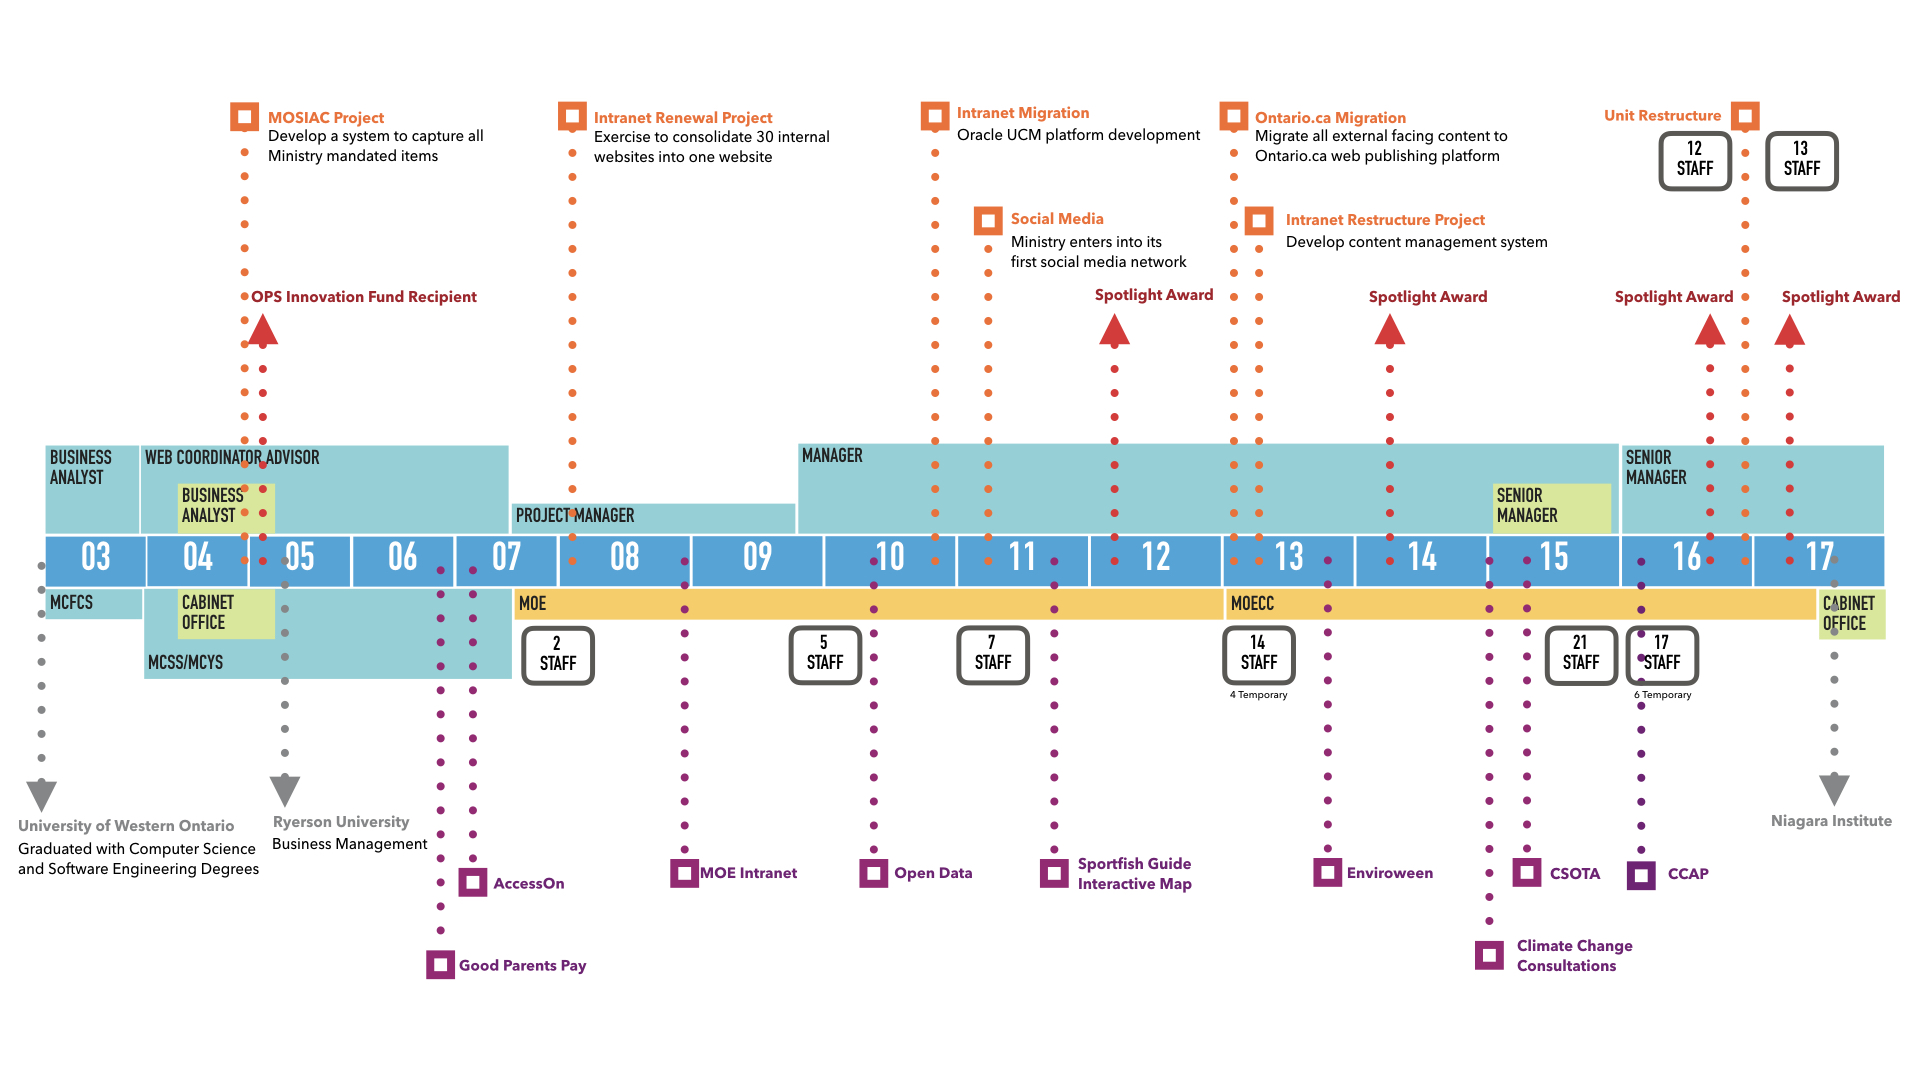 MOSIAC Project
Develop a system to capture all
Ministry mandated items
Intranet Renewal Project
Exercise to consolidate 30 internal
websites into one website
Intranet Migration
Oracle UCM platform development
Ontario.ca Migration
Migrate all external facing content to
Ontario.ca web publishing platform
Unit Restructure
12
STAFF
13
STAFF
Social Media
Ministry enters into its
first social media network
Intranet Restructure Project
Develop content management system
OPS Innovation Fund Recipient
Spotlight Award
Spotlight Award
Spotlight Award
Spotlight Award
BUSINESS
ANALYST
WEB COORDINATOR ADVISOR
BUSINESS
ANALYST
PROJECT MANAGER
MANAGER
SENIOR
MANAGER
SENIOR
MANAGER
03 04 05 06 07 08 09 10 11 12 13 14 15 16 17
MCFCS
CABINET
OFFICE
MCSS/MCYS
MOE
MOECC
CABINET
OFFICE
2
STAFF
5
STAFF
7
STAFF
14
STAFF
4 Temporary
21
STAFF
17
STAFF
6 Temporary
University of Western Ontario
Graduated with Computer Science
and Software Engineering Degrees
Ryerson University
Business Management
Niagara Institute
AccessOn
MOE Intranet
Open Data
Sportfish Guide
Interactive Map
Enviroween
CSOTA
CCAP
Good Parents Pay
Climate Change
Consultations